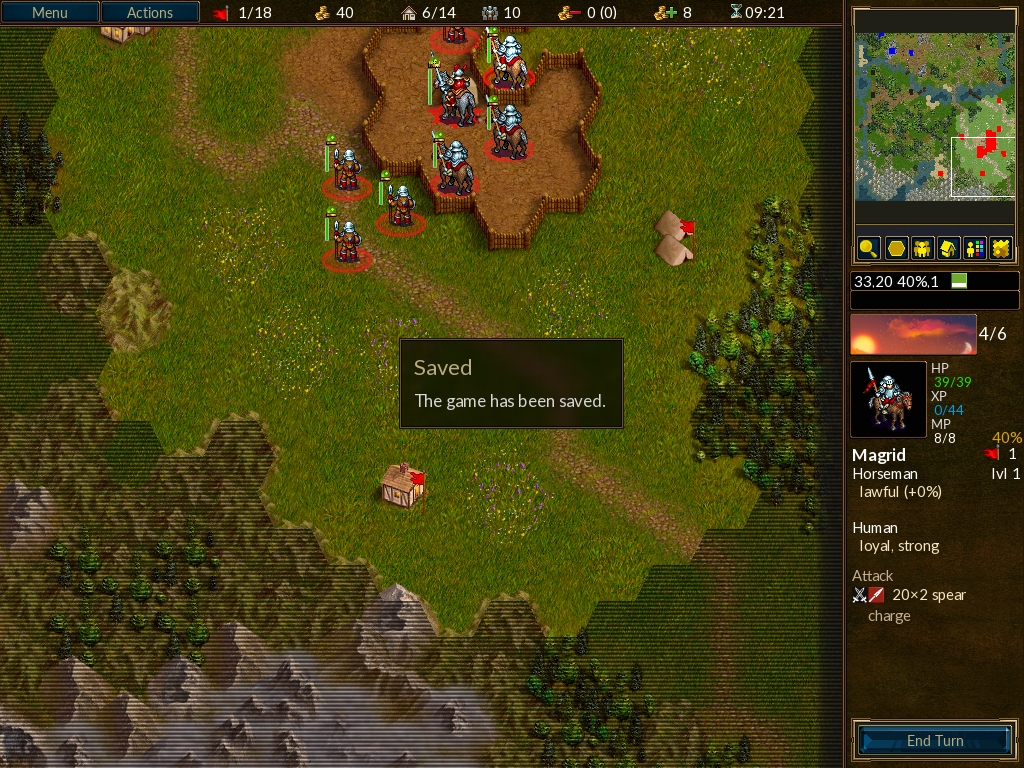 Menu Actions 1/18 40 6/14 10 0 (0) 8 09:21
33,20 40%,1
4/6
HP
39/39
XP
0/44
MP
8/8 40%
Magrid 1
Horseman lvl 1
lawful (+0%)
Human
loyal, strong
Attack
20×2 spear
charge
Saved
The game has been saved.
End Turn